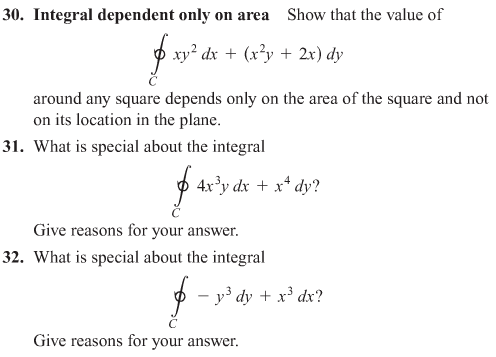 30. Integral dependent only on area Show that the value of
∮_C xy² dx + (x²y + 2x) dy
around any square depends only on the area of the square and not
on its location in the plane.
31. What is special about the integral
∮_C 4x³y dx + x⁴ dy?
Give reasons for your answer.
32. What is special about the integral
∮_C − y³ dy + x³ dx?
Give reasons for your answer.